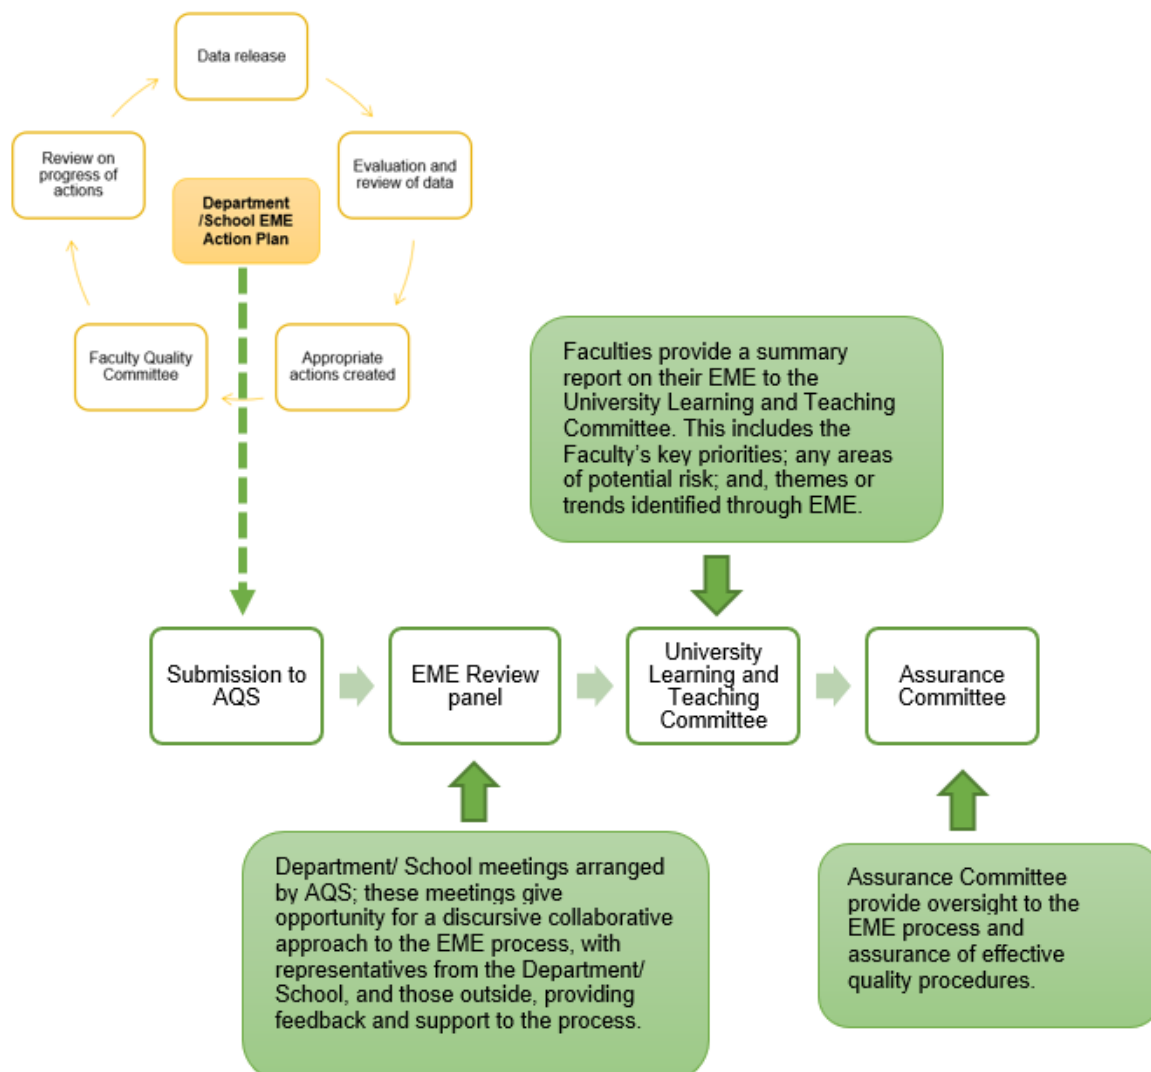 Data release
Review on
progress of
actions
Evaluation and
review of data
Department
/School EME
Action Plan
Faculty Quality
Committee
Appropriate
actions created
Faculties provide a summary
report on their EME to the
University Learning and Teaching
Committee. This includes the
Faculty's key priorities; any areas
of potential risk; and, themes or
trends identified through EME.
Submission to
AQS
EME Review
panel
University
Learning and
Teaching
Committee
Assurance
Committee
Department/ School meetings arranged
by AQS; these meetings give
opportunity for a discursive collaborative
approach to the EME process, with
representatives from the Department/
School, and those outside, providing
feedback and support to the process.
Assurance Committee
provide oversight to the
EME process and
assurance of effective
quality procedures.